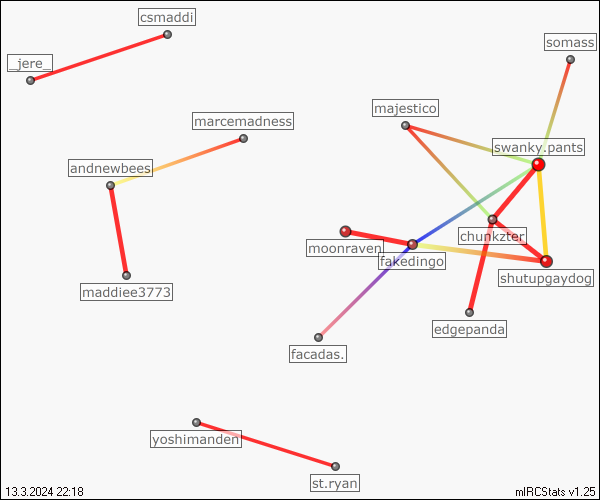 csmaddi
somass
_jere_
majestico
marcemadness
swanky.pants
andnewbees
chunkzter
moonraven
fakedingo
shutupgaydog
maddiee3773
edgepanda
facadas.
yoshimanden
st.ryan
13.3.2024 22:18
mIRCStats v1.25